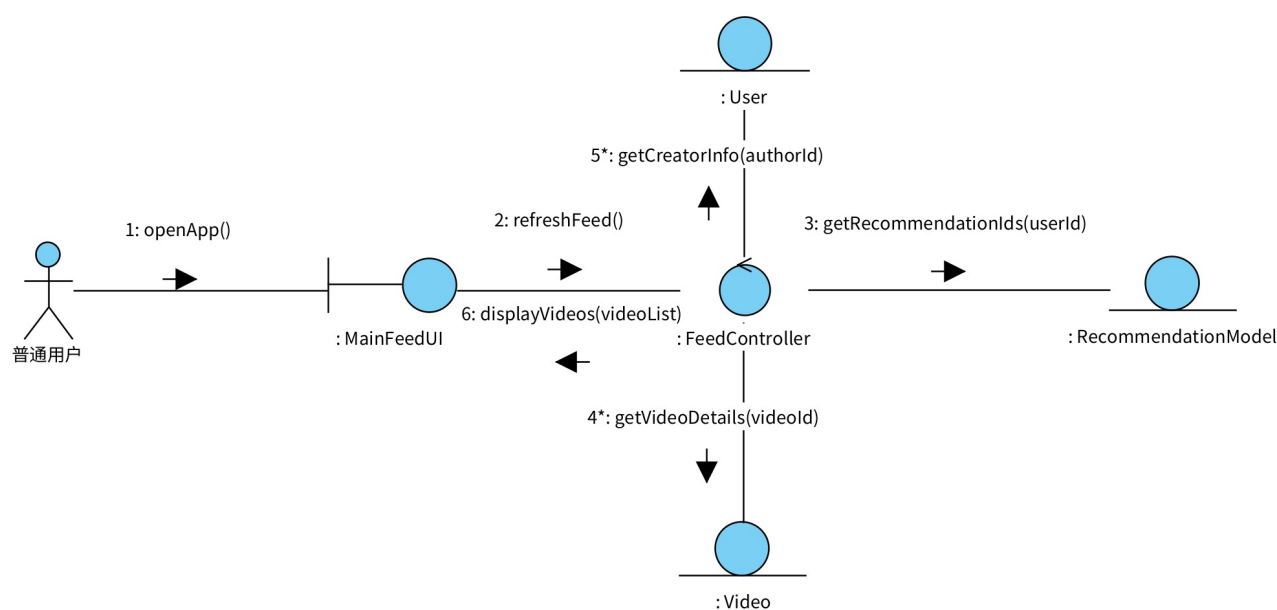 : User
5*: getCreatorInfo(authorId)
1: openApp()
2: refreshFeed()
3: getRecommendationIds(userId)
6: displayVideos(videoList)
普通用户
: MainFeedUI
: FeedController
: RecommendationModel
4*: getVideoDetails(videoId)
: Video